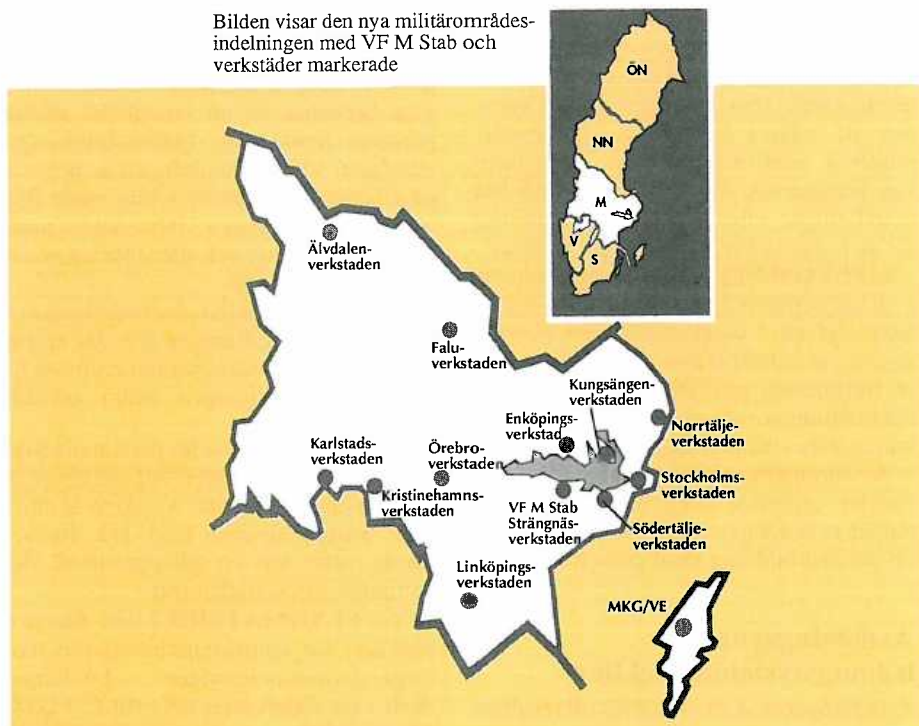 Bilden visar den nya militärområdes-
indelningen med VF M Stab och
verkstäder markerade
ÖN
NN
M
V
S
Älvdalen-
verkstaden
Falu-
verkstaden
Kungsängen-
verkstaden
Enköpings-
verkstad
Norrtälje-
verkstaden
Karlstads-
verkstaden
Örebro-
verkstaden
Stockholms-
verkstaden
Kristinehamns-
verkstaden
VF M Stab
Strängnäs-
verkstaden
Södertälje-
verkstaden
Linköpings-
verkstaden
MKG/VE